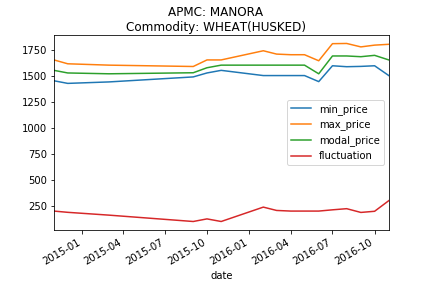 APMC: MANORA
Commodity: WHEAT(HUSKED)
1750
1500
1250
1000
750
500
250
min_price
max_price
modal_price
fluctuation
2015-01
2015-04
2015-07
2015-10
2016-01
2016-04
2016-07
2016-10
date